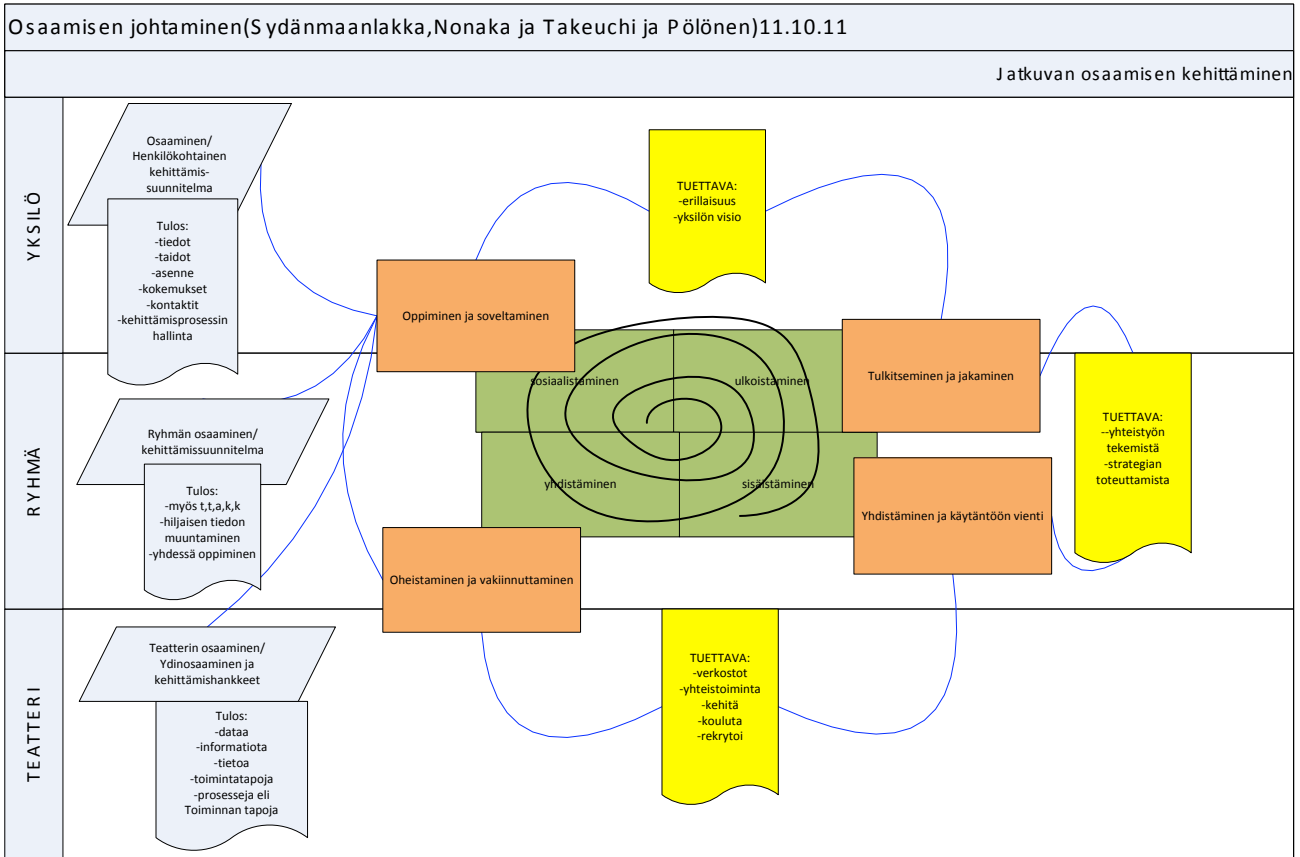 Osaamisen johtaminen(Sydänmaanlakka,Nonaka ja Takeuchi ja Pölönen)11.10.11
Jatkuvan osaamisen kehittäminen
YKSILÖ
Osaaminen/
Henkilökohtainen
kehittämis-
suunnitelma
Tulos:
-tiedot
-taidot
-asenne
-kokemukset
-kontaktit
-kehittämisprosessin
hallinta
Oppiminen ja soveltaminen
TUETTAVA:
-erillaisuus
-yksilön visio
Tulkitseminen ja jakaminen
sosiaalistaminen
ulkoistaminen
yhdistäminen
sisäistäminen
RYHMÄ
Ryhmän osaaminen/
kehittämissuunnitelma
Tulos:
-myös t,t,a,k,k
-hiljaisen tiedon
muuntaminen
-yhdessä oppiminen
Oheistaminen ja vakiinnuttaminen
Yhdistäminen ja käytäntöön vienti
TUETTAVA:
--yhteistyön
tekemistä
-strategian
toteuttamista
TEATTERI
Teatterin osaaminen/
Ydinosaaminen ja
kehittämishankkeet
Tulos:
-dataa
-informatiota
-tietoa
-toimintatapoja
-prosesseja eli
Toiminnan tapoja
TUETTAVA:
-verkostot
-yhteistoiminta
-kehitä
-kouluta
-rekrytoi